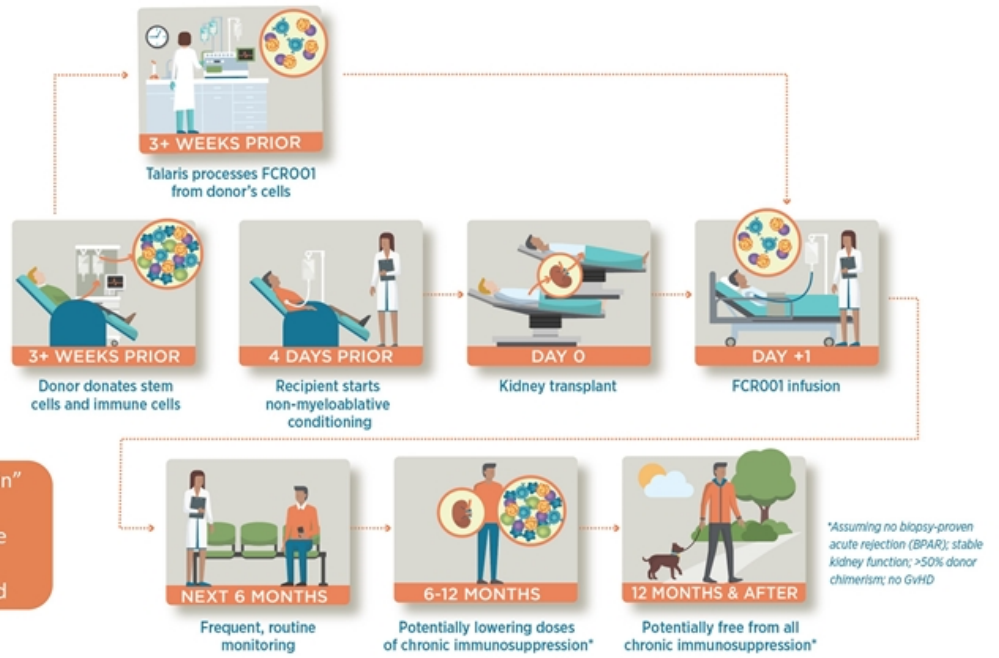 3+ WEEKS PRIOR
Talaris processes FCR001
from donor's cells
3+ WEEKS PRIOR
Donor donates stem
cells and immune cells
4 DAYS PRIOR
Recipient starts
non-myeloablative
conditioning
DAY 0
Kidney transplant
DAY +1
FCR001 infusion
NEXT 6 MONTHS
Frequent, routine
monitoring
6-12 MONTHS
Potentially lowering doses
of chronic immunosuppression*
12 MONTHS & AFTER
Potentially free from all
chronic immunosuppression*
*Assuming no biopsy-proven
acute rejection (BPAR); stable
kidney function; >50% donor
chimerism; no GvHD